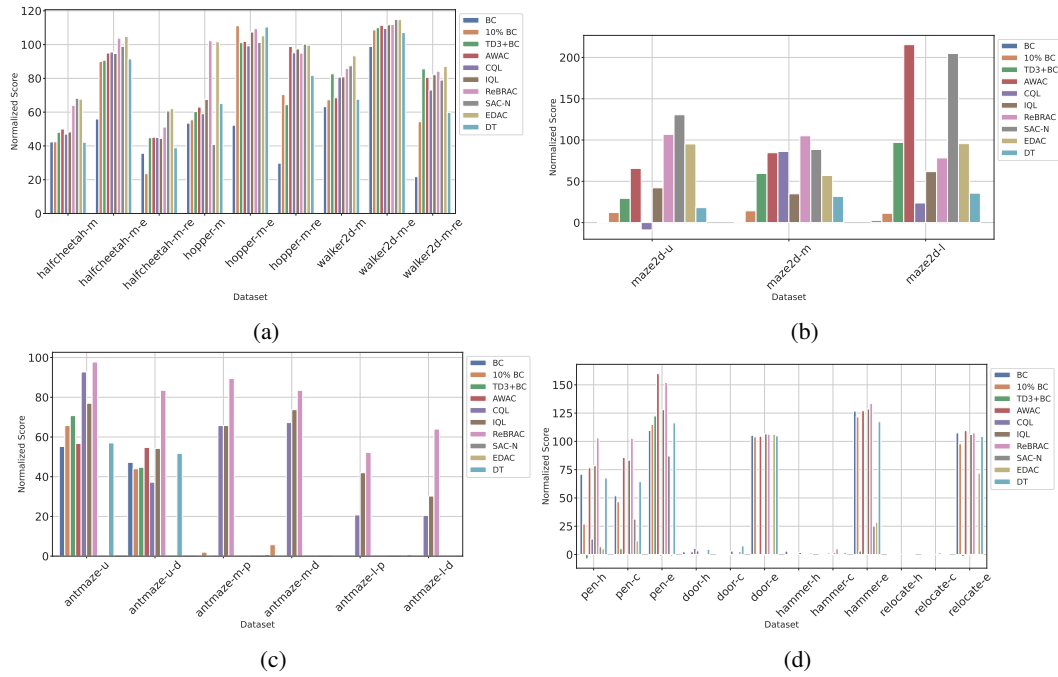 120
100
80
60
40
20
0
Normalized Score
halfcheetah-m
halfcheetah-m-e
halfcheetah-m-re
hopper-m
hopper-m-e
hopper-m-re
walker2d-m
walker2d-m-e
walker2d-m-re
Dataset
BC
10% BC
TD3+BC
AWAC
CQL
IQL
ReBRAC
SAC-N
EDAC
DT
(a)
200
150
100
50
0
Normalized Score
maze2d-u
maze2d-m
maze2d-l
Dataset
BC
10% BC
TD3+BC
AWAC
CQL
IQL
ReBRAC
SAC-N
EDAC
DT
(b)
100
80
60
40
20
0
Normalized Score
antmaze-u
antmaze-u-d
antmaze-m-p
antmaze-m-d
antmaze-l-p
antmaze-l-d
Dataset
BC
10% BC
TD3+BC
AWAC
CQL
IQL
ReBRAC
SAC-N
EDAC
DT
(c)
150
125
100
75
50
25
0
Normalized Score
pen-h
pen-c
pen-e
door-h
door-c
door-e
hammer-h
hammer-c
hammer-e
relocate-h
relocate-c
relocate-e
Dataset
BC
10% BC
TD3+BC
AWAC
CQL
IQL
ReBRAC
SAC-N
EDAC
DT
(d)